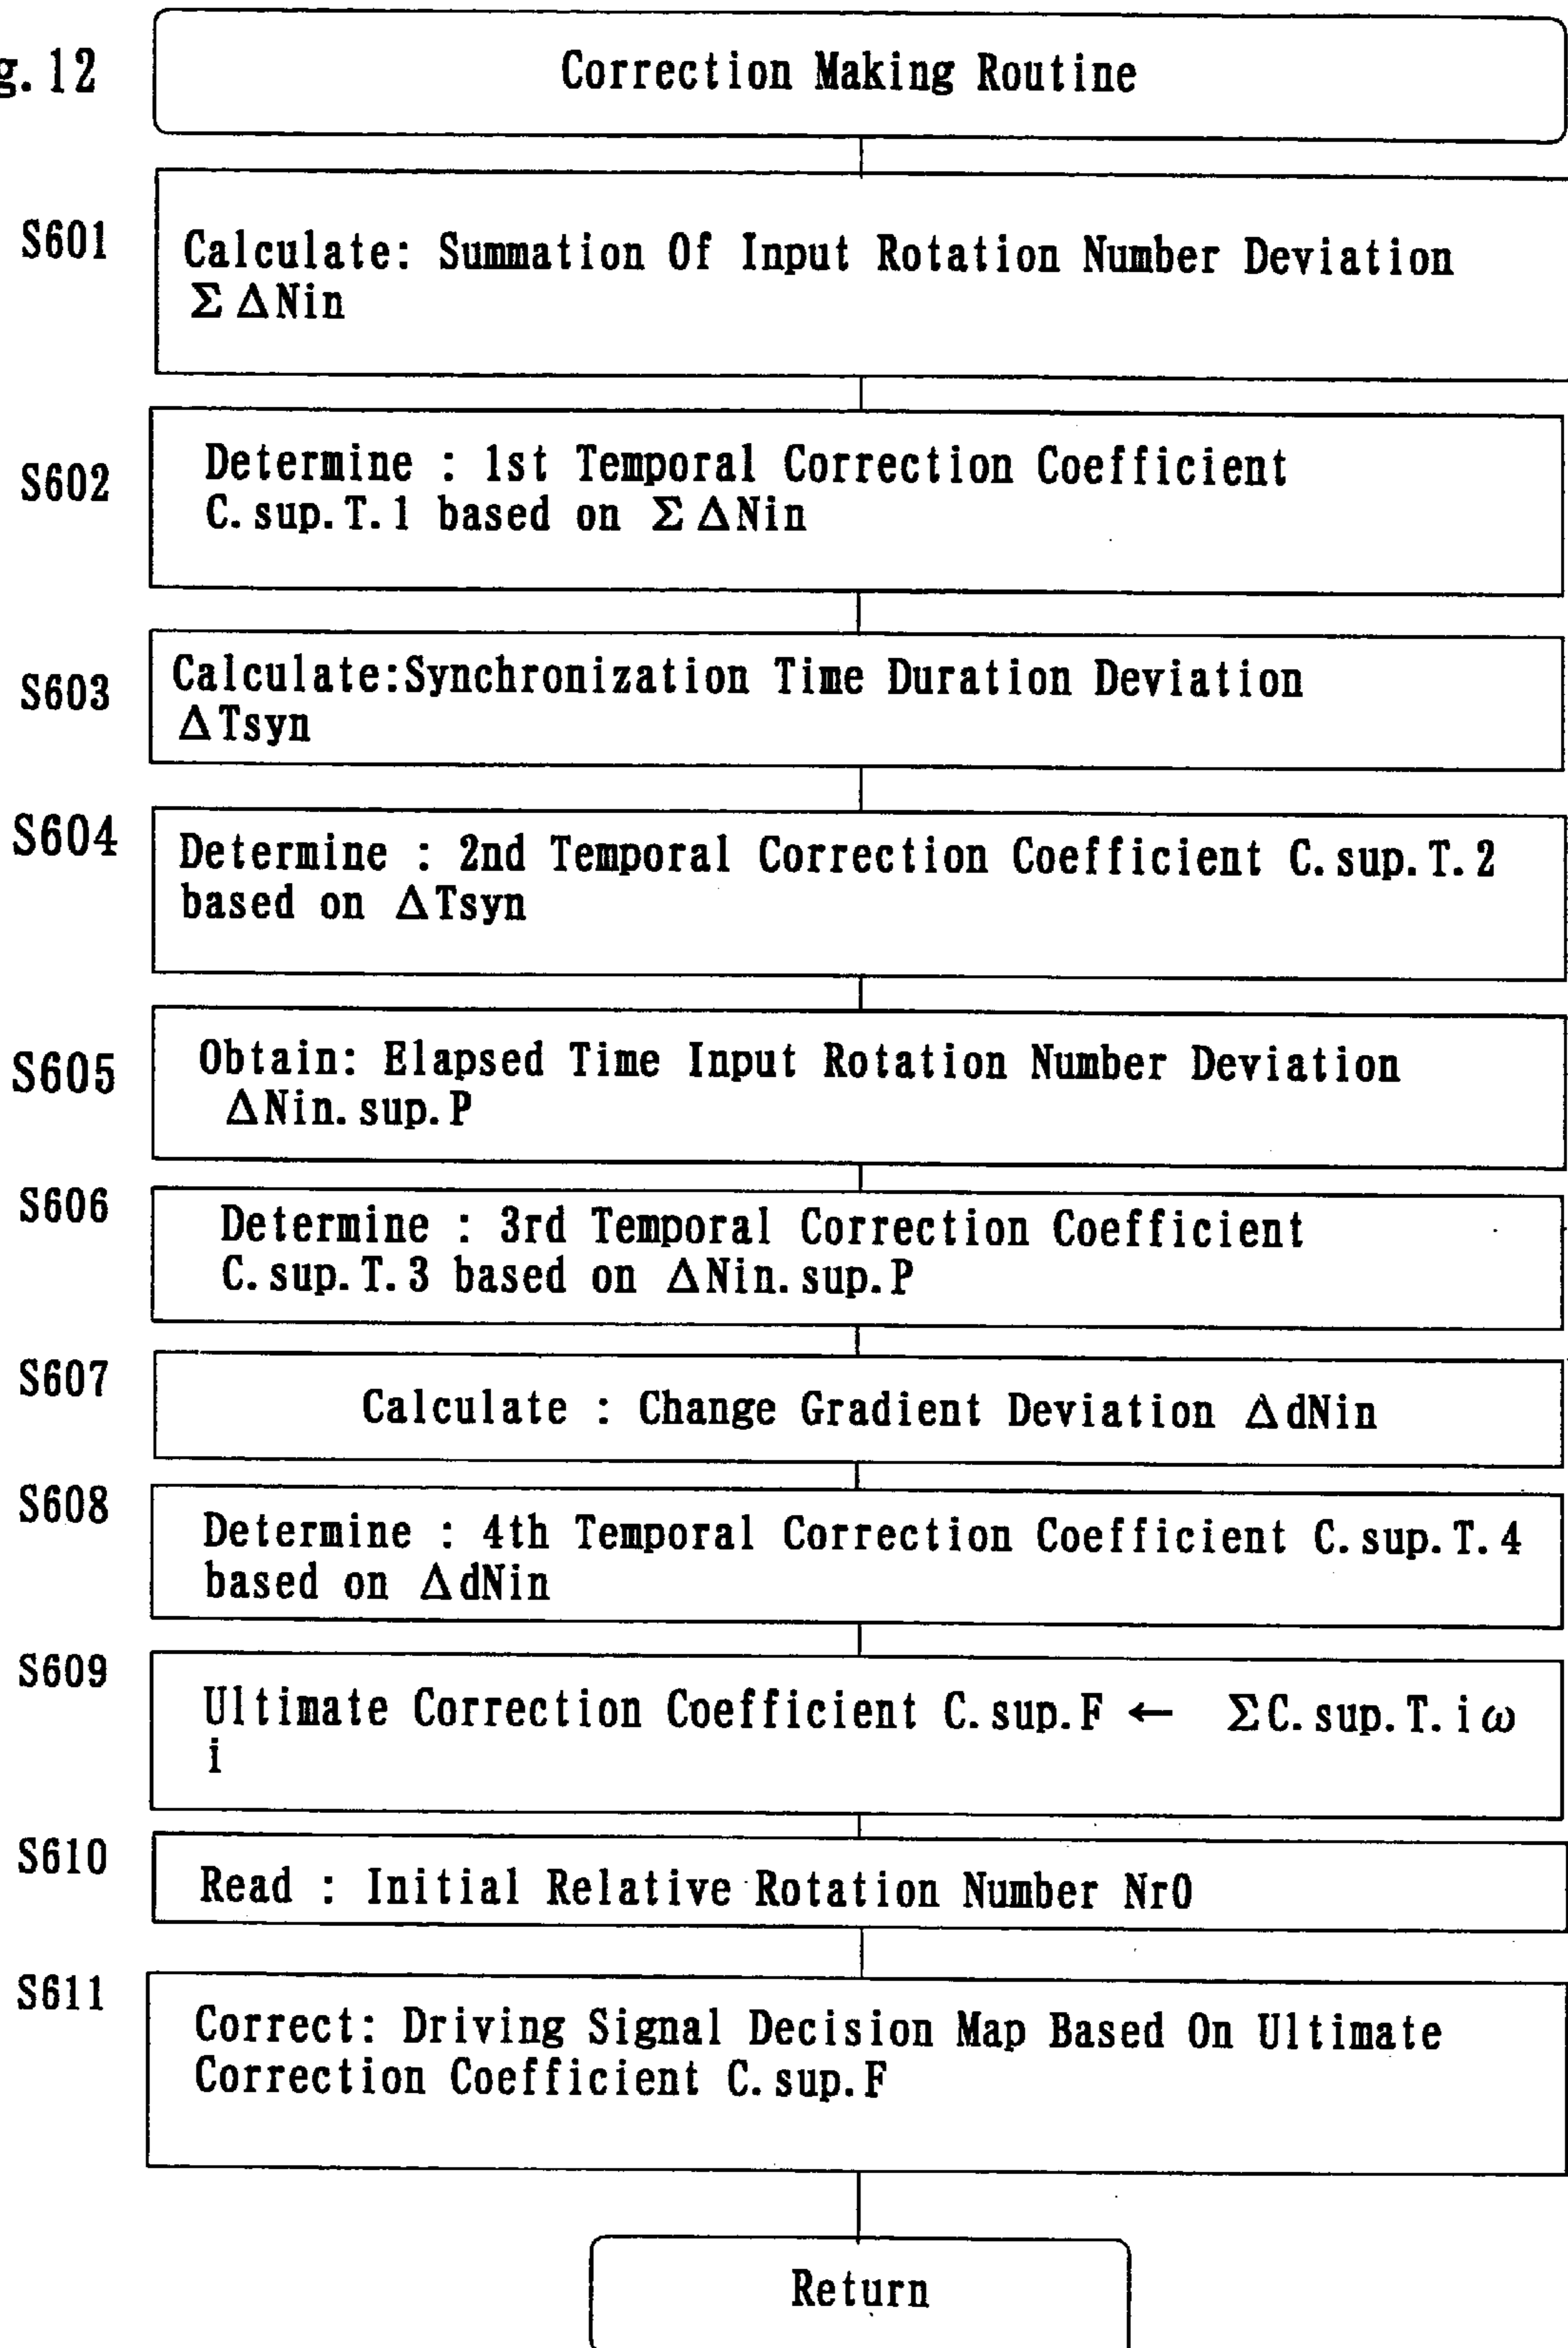 g. 12
Correction Making Routine
S601
Calculate: Summation Of Input Rotation Number Deviation
Σ ΔNin
S602
Determine : 1st Temporal Correction Coefficient
C. sup. T. 1 based on Σ ΔNin
S603
Calculate:Synchronization Time Duration Deviation
ΔTsyn
S604
Determine : 2nd Temporal Correction Coefficient C. sup. T. 2
based on ΔTsyn
S605
Obtain: Elapsed Time Input Rotation Number Deviation
ΔNin. sup. P
S606
Determine : 3rd Temporal Correction Coefficient
C. sup. T. 3 based on ΔNin. sup. P
S607
Calculate : Change Gradient Deviation ΔdNin
S608
Determine : 4th Temporal Correction Coefficient C. sup. T. 4
based on ΔdNin
S609
Ultimate Correction Coefficient C. sup. F ← ΣC. sup. T. i ω
i
S610
Read : Initial Relative Rotation Number Nr0
S611
Correct: Driving Signal Decision Map Based On Ultimate
Correction Coefficient C. sup. F
Return